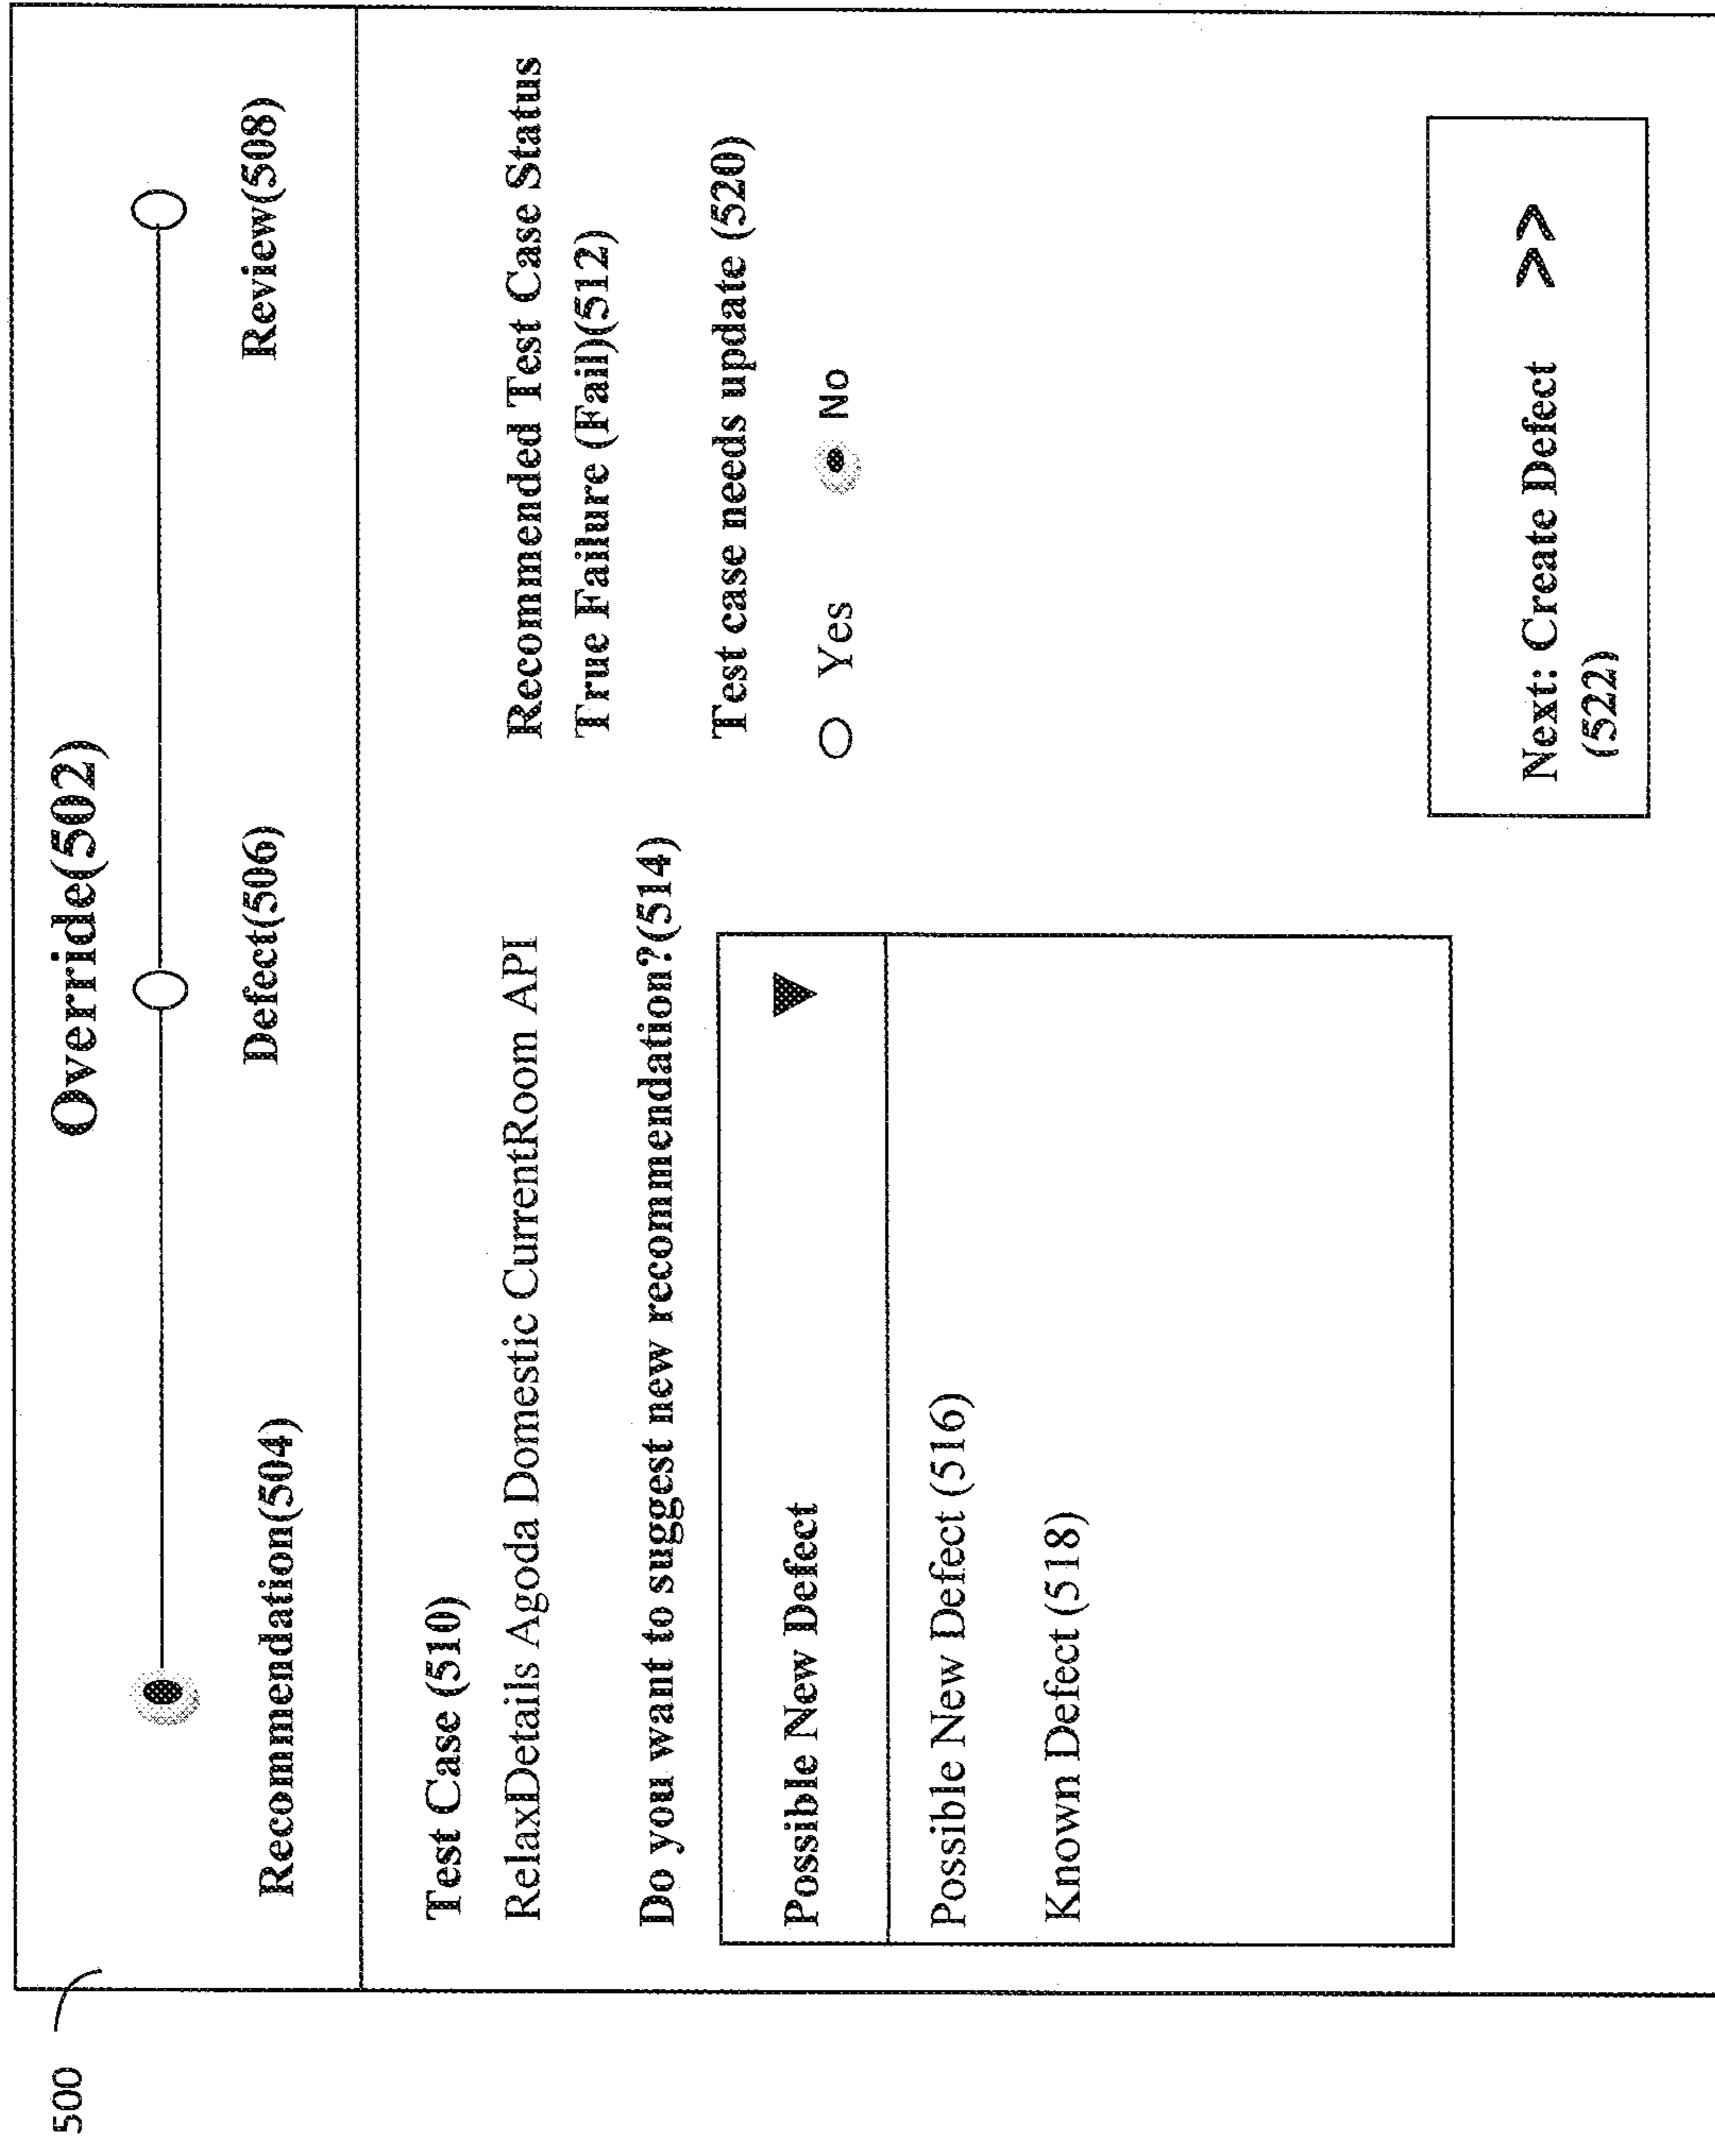 500
Override(502)
Recommendation(504)
Defect(506)
Review(508)
Test Case (510)
RelaxDetails Agoda Domestic CurrentRoom API
Recommended Test Case Status
True Failure (Fail)(512)
Do you want to suggest new recommendation?(514)
Possible New Defect
Possible New Defect (516)
Known Defect (518)
Test case needs update (520)
Yes No
Next: Create Defect >>
(522)